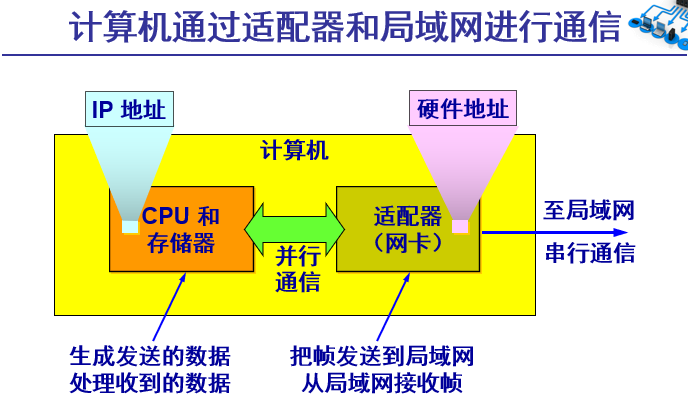 计算机通过适配器和局域网进行通信
IP 地址
硬件地址
计算机
CPU 和
存储器
并行
通信
适配器
（网卡）
至局域网
串行通信
生成发送的数据
处理收到的数据
把帧发送到局域网
从局域网接收帧